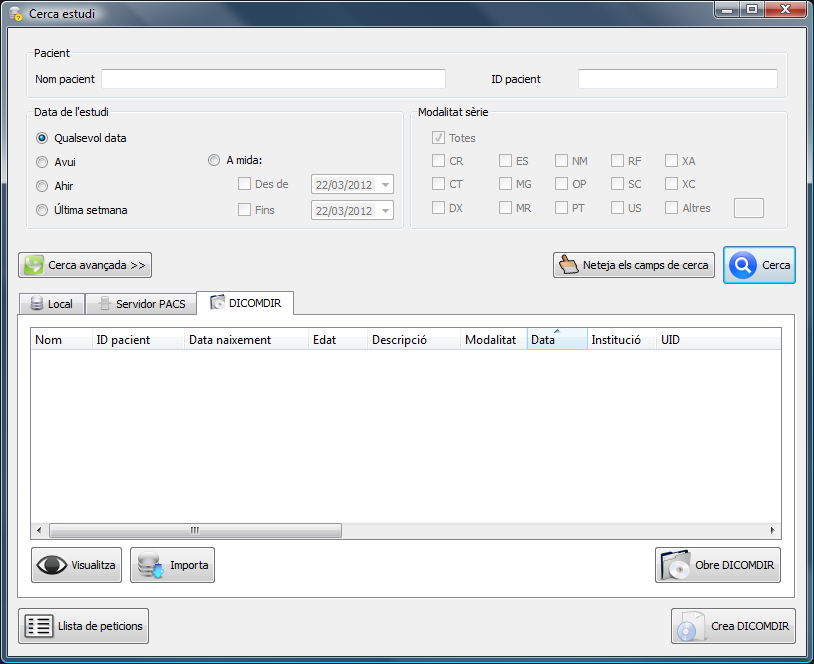 Cerca estudi
Pacient
Nom pacient ID pacient
Data de l'estudi
Qualsevol data
Avui A mida:
Ahir Des de 22/03/2012
Última setmana Fins 22/03/2012
Modalitat sèrie
Totes
CR ES NM RF XA
CT MG OP SC XC
DX MR PT US Altres
Cerca avançada >> Neteja els camps de cerca Cerca
Local Servidor PACS DICOMDIR
Nom ID pacient Data naixement Edat Descripció Modalitat Data Institució UID
Visualitza Importa Obre DICOMDIR
Llista de peticions Crea DICOMDIR